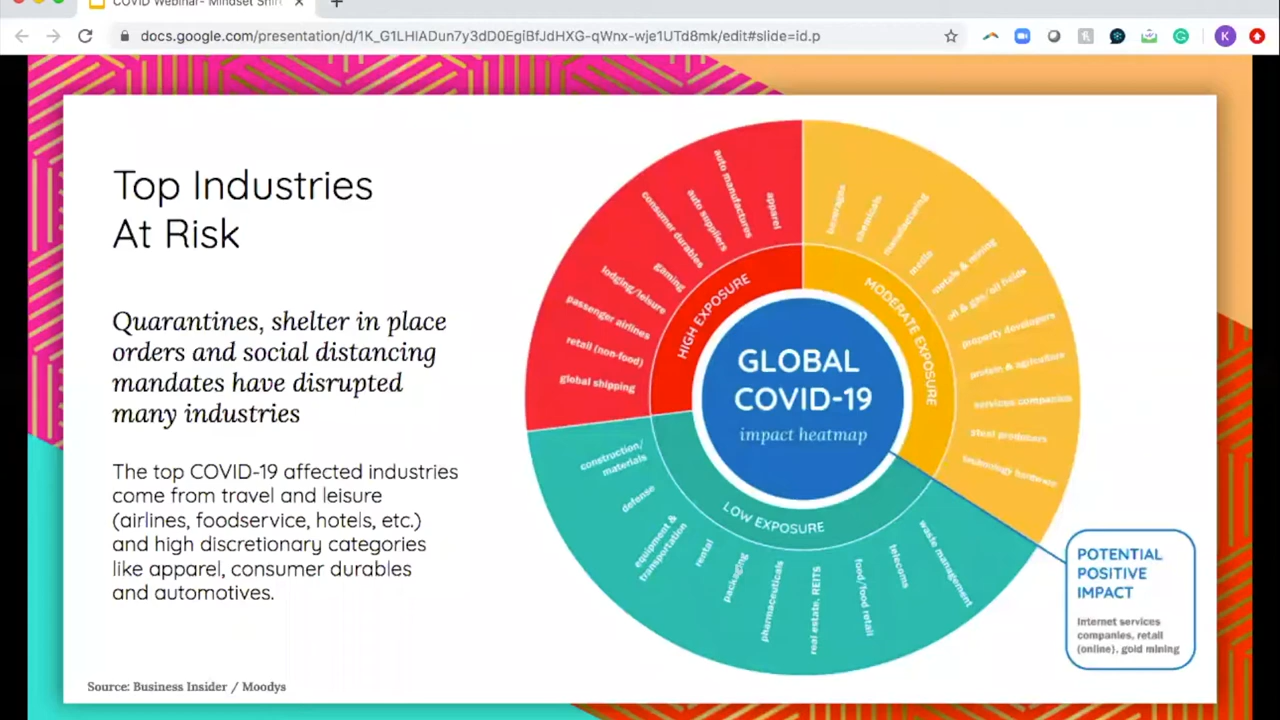 COVID Webinar- Mindset Shift
docs.google.com/presentation/d/1K_G1LHIADun7y3dD0EgiBfJdHXG-qWnx-wje1UTd8mk/edit#slide=id.p
K
Top Industries
At Risk
Quarantines, shelter in place
orders and social distancing
mandates have disrupted
many industries
The top COVID-19 affected industries
come from travel and leisure
(airlines, foodservice, hotels, etc.)
and high discretionary categories
like apparel, consumer durables
and automotives.
Source: Business Insider / Moodys
GLOBAL
COVID-19
impact heatmap
HIGH EXPOSURE
apparel
auto manufactures
auto suppliers
consumer durables
gaming
lodging/leisure
passenger airlines
retail (non-food)
global shipping
MODERATE EXPOSURE
beverages
chemicals
manufacturing
media
metals & mining
oil & gas/oil fields
property developers
protein & agriculture
services companies
steel producers
technology hardware
LOW EXPOSURE
construction/
materials
defense
equipment &
transportation
rental
packaging
pharmaceuticals
real estate, REITS
food/food retail
telecoms
waste management
POTENTIAL
POSITIVE
IMPACT
Internet services
companies, retail
(online), gold mining